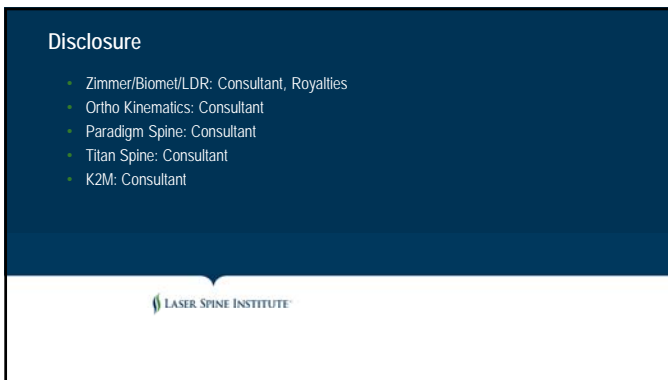 Disclosure
• Zimmer/Biomet/LDR: Consultant, Royalties
• Ortho Kinematics: Consultant
• Paradigm Spine: Consultant
• Titan Spine: Consultant
• K2M: Consultant
LASER SPINE INSTITUTE